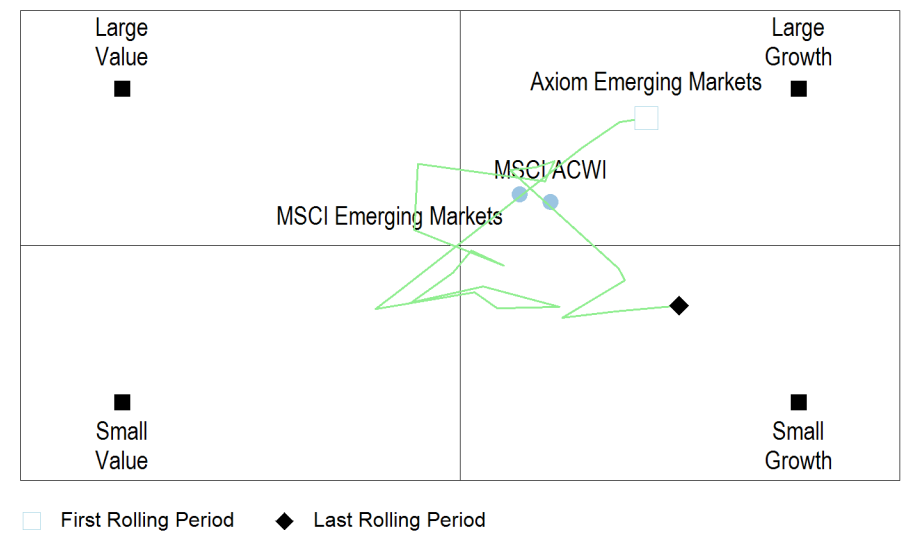 Large
Value
Large
Growth
Axiom Emerging Markets
MSCI ACWI
MSCI Emerging Markets
Small
Value
Small
Growth
First Rolling Period
Last Rolling Period